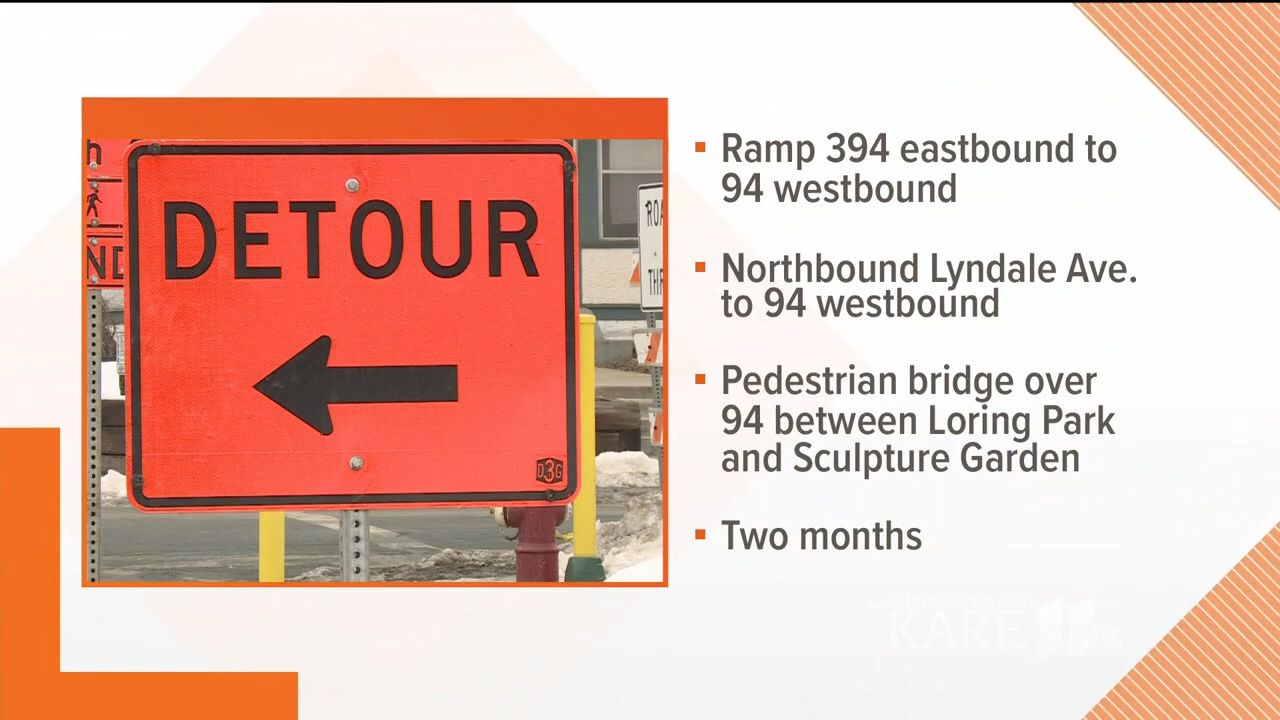 DETOUR
D3G
Ramp 394 eastbound to
94 westbound
Northbound Lyndale Ave.
to 94 westbound
Pedestrian bridge over
94 between Loring Park
and Sculpture Garden
Two months
KARE 11